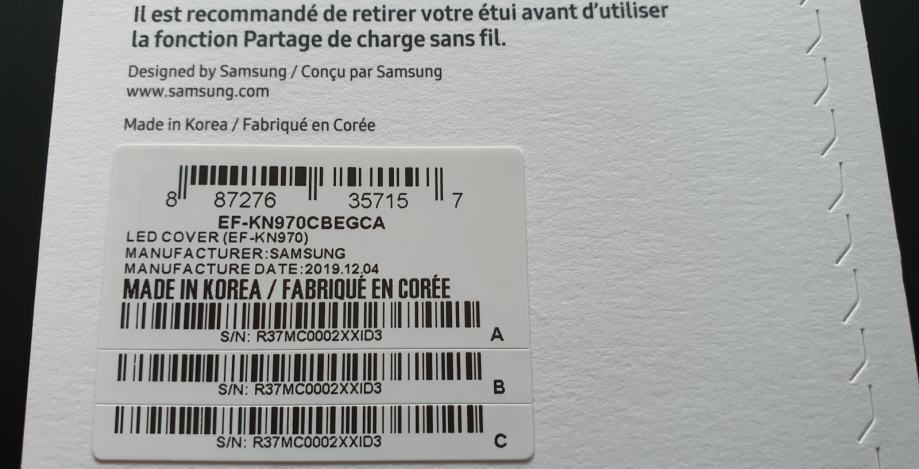 Il est recommandé de retirer votre étui avant d'utiliser
la fonction Partage de charge sans fil.
Designed by Samsung / Conçu par Samsung
www.samsung.com
Made in Korea / Fabriqué en Corée
8 87276 35715 7
EF-KN970CBEGCA
LED COVER (EF-KN970)
MANUFACTURER:SAMSUNG
MANUFACTURE DATE:2019.12.04
MADE IN KOREA / FABRIQUÉ EN CORÉE
S/N: R37MC0002XXID3 A
S/N: R37MC0002XXID3 B
S/N: R37MC0002XXID3 C